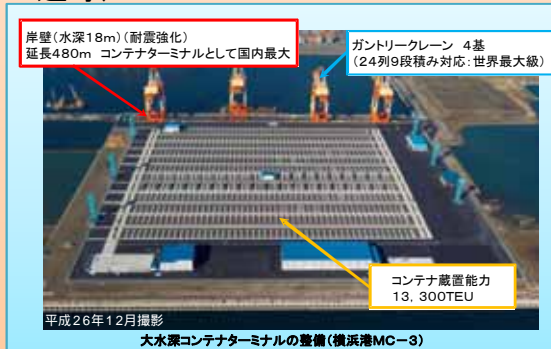 岸壁(水深18m)(耐震強化)
延長480m コンテナターミナルとして国内最大
ガントリークレーン 4基
(24列9段積み対応:世界最大級)
コンテナ蔵置能力
13,300TEU
平成26年12月撮影
大水深コンテナターミナルの整備(横浜港MC-3)